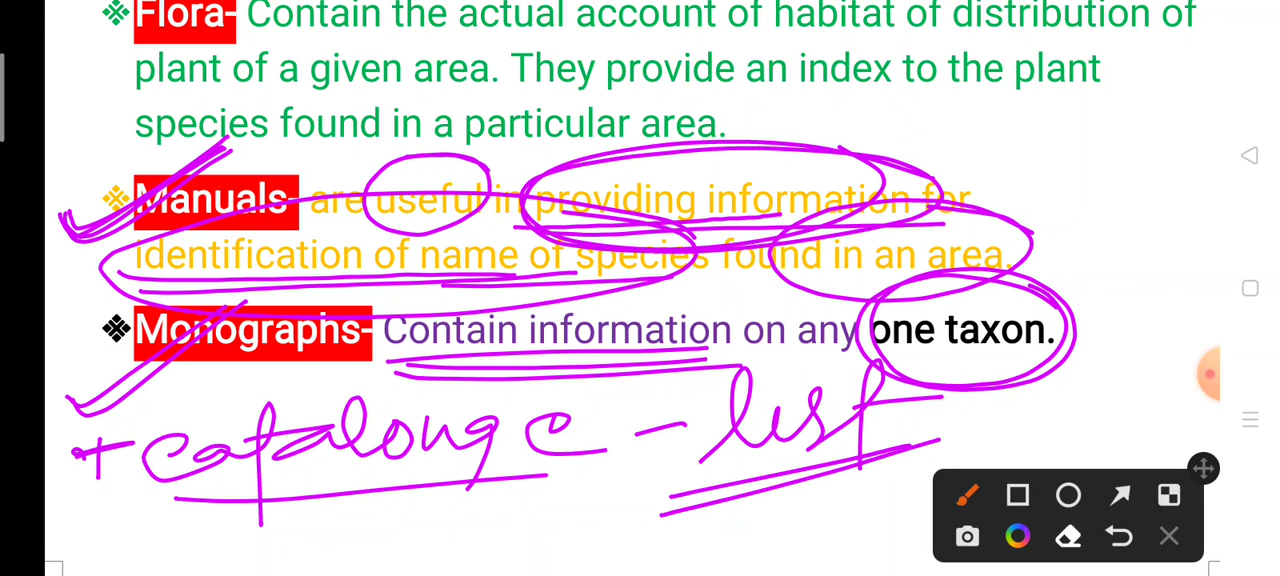 ❖Flora- Contain the actual account of habitat of distribution of
plant of a given area. They provide an index to the plant
species found in a particular area.
❖Manuals- are useful in providing information for
identification of name of species found in an area.
❖Monographs- Contain information on any one taxon.
+ catalounge - list